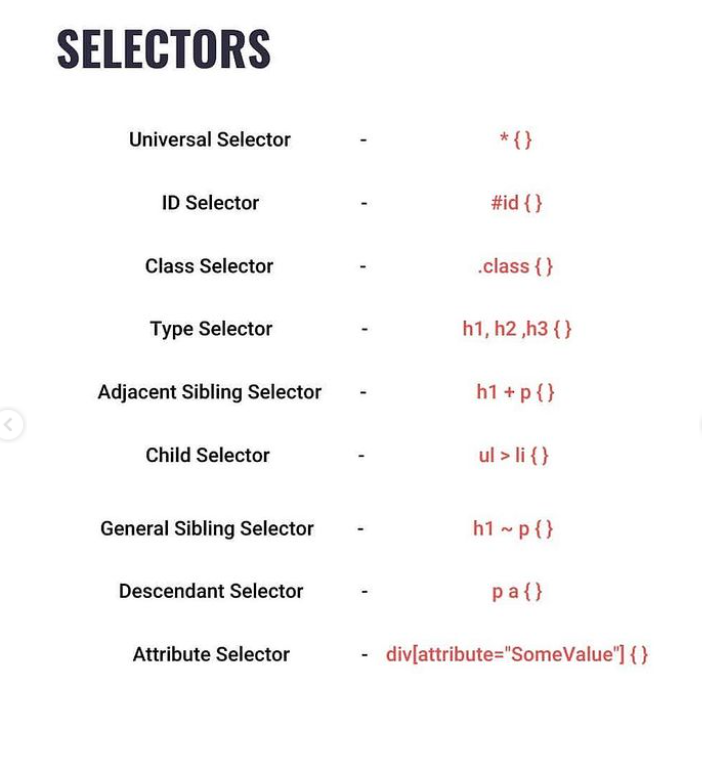 SELECTORS
Universal Selector - * { }
ID Selector - #id { }
Class Selector - .class { }
Type Selector - h1, h2 ,h3 { }
Adjacent Sibling Selector - h1 + p { }
Child Selector - ul > li { }
General Sibling Selector - h1 ~ p { }
Descendant Selector - p a { }
Attribute Selector - div[attribute="SomeValue"] { }